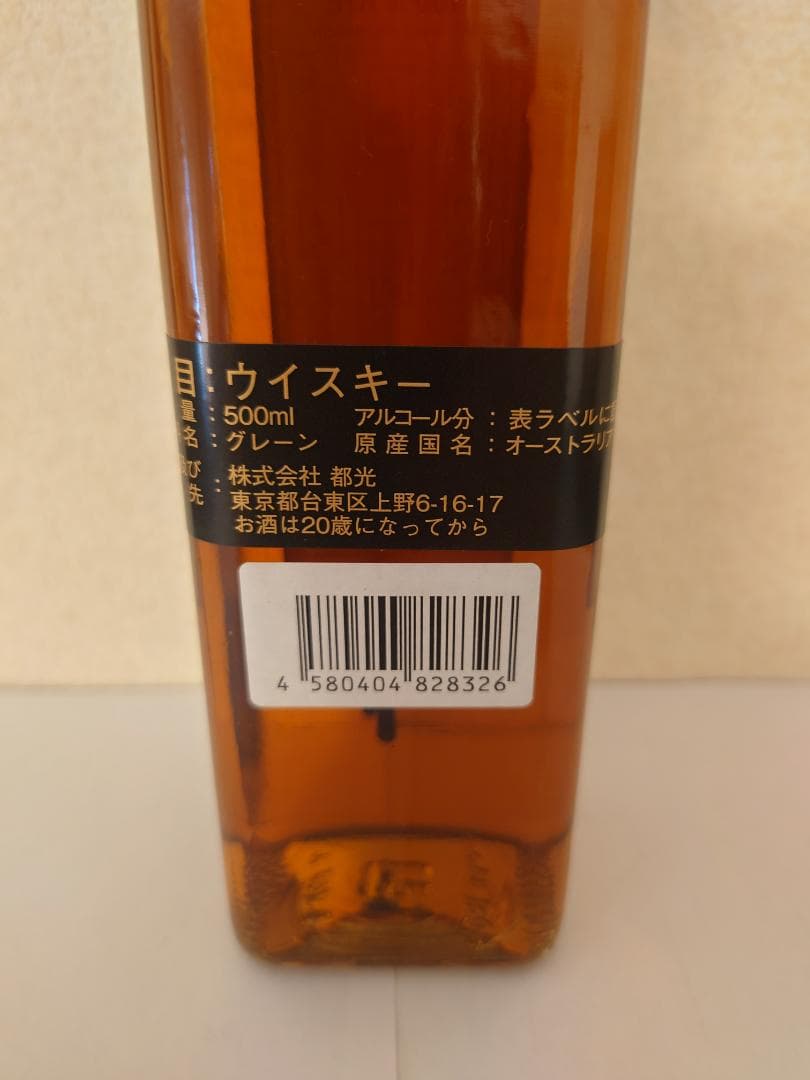 目：ウイスキー
量：500ml アルコール分：表ラベルに
名：グレーン 原産国名：オーストラリア
及び：株式会社 都光
先 東京都台東区上野6-16-17
お酒は20歳になってから
4 580404 828326